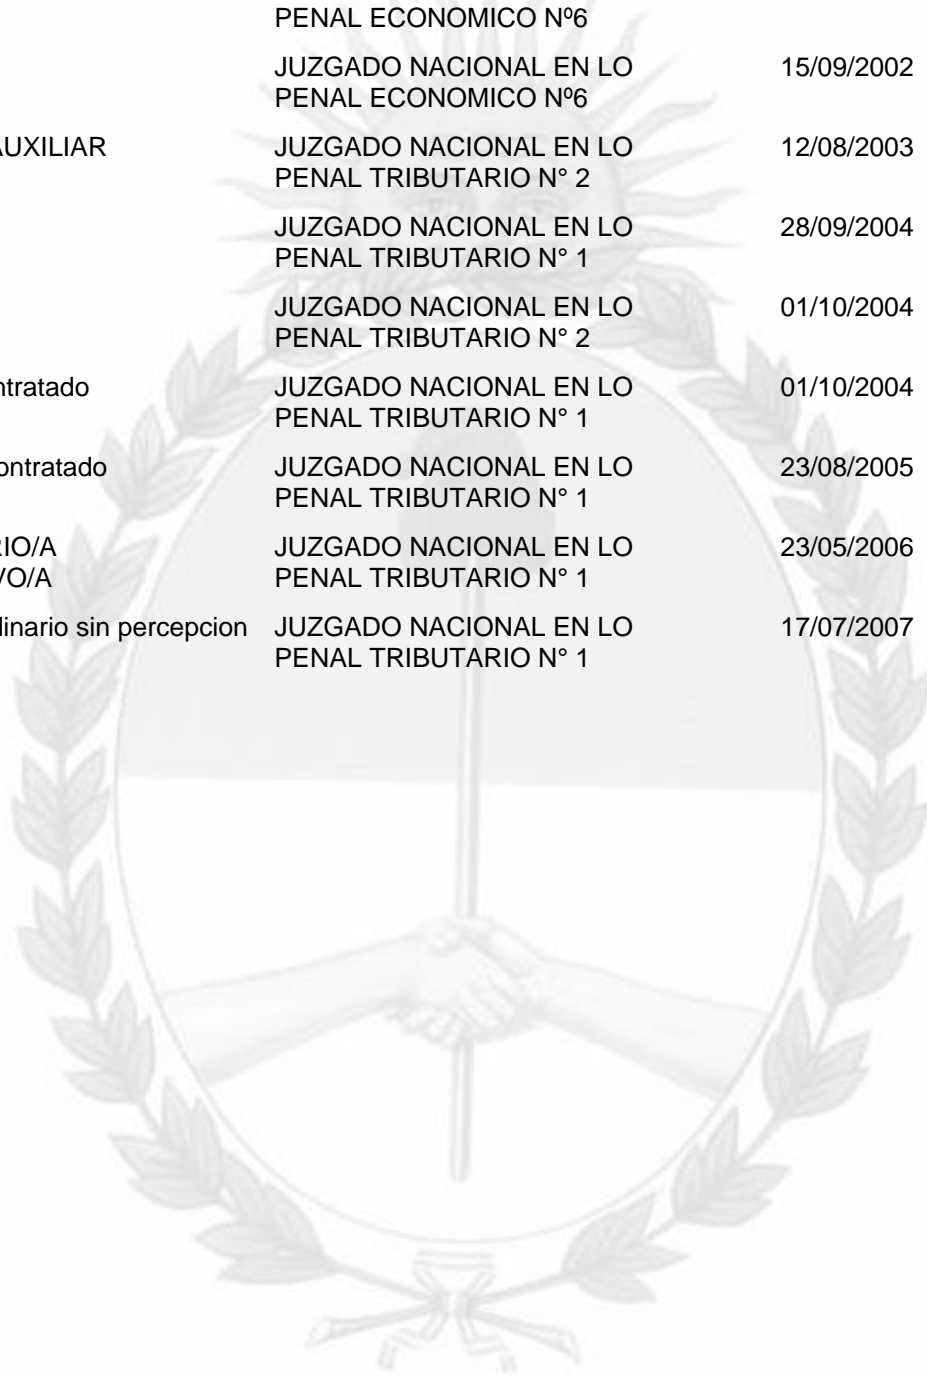 PENAL ECONOMICO Nº6
JUZGADO NACIONAL EN LO 15/09/2002
PENAL ECONOMICO Nº6
AUXILIAR JUZGADO NACIONAL EN LO 12/08/2003
PENAL TRIBUTARIO N° 2
JUZGADO NACIONAL EN LO 28/09/2004
PENAL TRIBUTARIO N° 1
JUZGADO NACIONAL EN LO 01/10/2004
PENAL TRIBUTARIO N° 2
ntratado JUZGADO NACIONAL EN LO 01/10/2004
PENAL TRIBUTARIO N° 1
ontratado JUZGADO NACIONAL EN LO 23/08/2005
PENAL TRIBUTARIO N° 1
RIO/A JUZGADO NACIONAL EN LO 23/05/2006
VO/A PENAL TRIBUTARIO N° 1
linario sin percepcion JUZGADO NACIONAL EN LO 17/07/2007
PENAL TRIBUTARIO N° 1